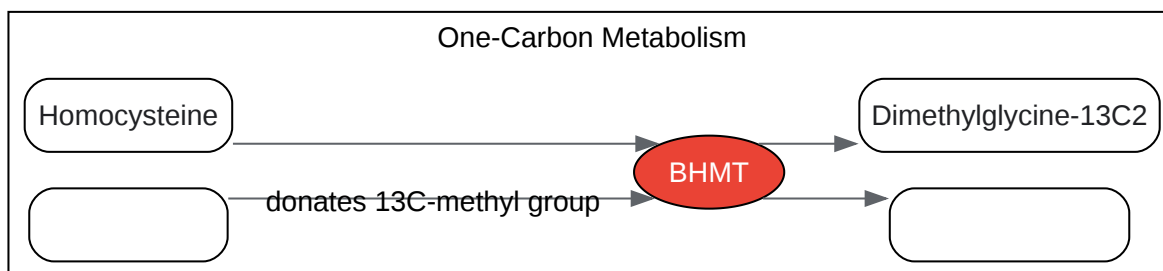 One-Carbon Metabolism
Homocysteine
Dimethylglycine-13C2
BHMT
donates 13C-methyl group